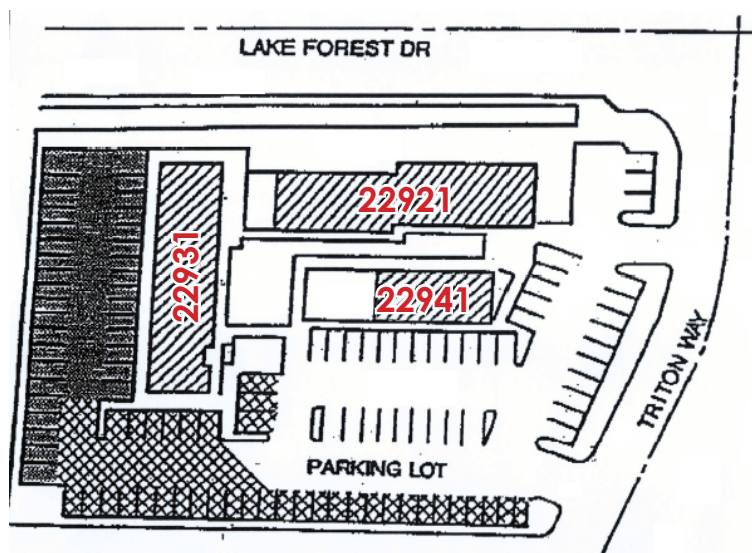 LAKE FOREST DR
22921
22931
22941
TRITON WAY
PARKING LOT